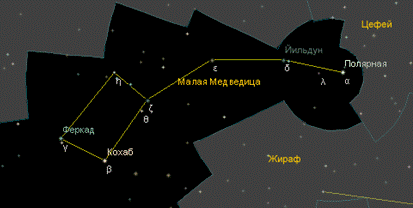 Цефей
Йильдун
Полярная
ε
δ
λ
α
Малая Медведица
η
ζ
θ
Феркад
γ
Кохаб
β
Жираф